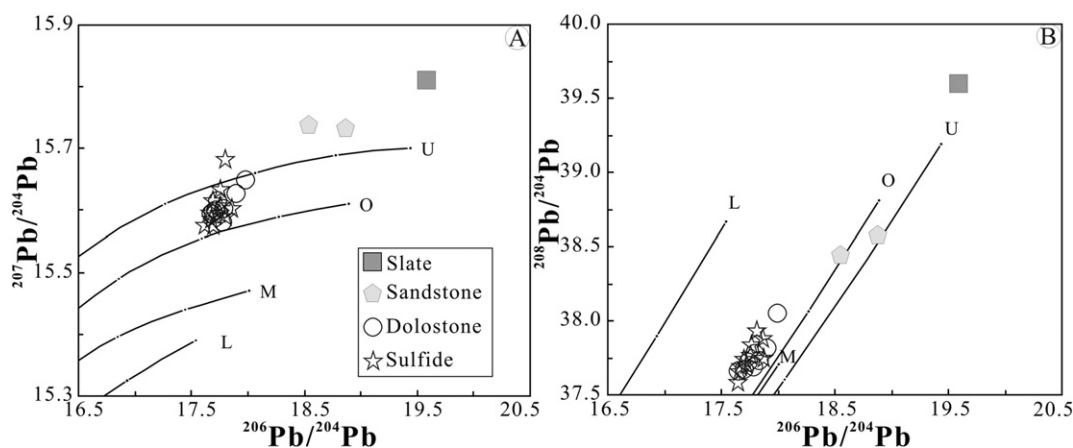 A
15.9
15.7
15.5
15.3
207Pb/204Pb
U
O
M
L
Slate
Sandstone
Dolostone
Sulfide
16.5 17.5 18.5 19.5 20.5
206Pb/204Pb
B
40.0
39.5
39.0
38.5
38.0
37.5
208Pb/204Pb
L
O
U
M
16.5 17.5 18.5 19.5 20.5
206Pb/204Pb